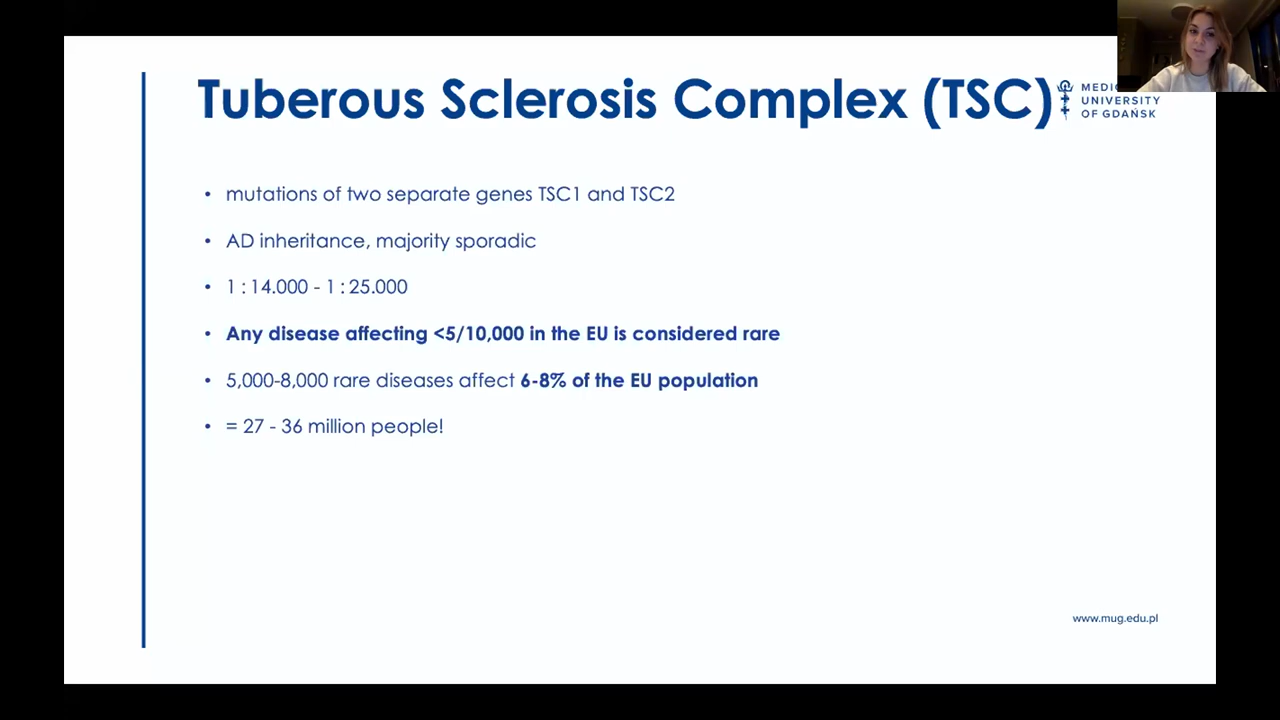 Tuberous Sclerosis Complex (TSC)
UNIVERSITY
OF GDAŃSK
• mutations of two separate genes TSC1 and TSC2
• AD inheritance, majority sporadic
• 1 : 14.000 - 1 : 25.000
• Any disease affecting <5/10,000 in the EU is considered rare
• 5,000-8,000 rare diseases affect 6-8% of the EU population
• = 27 - 36 million people!
www.mug.edu.pl